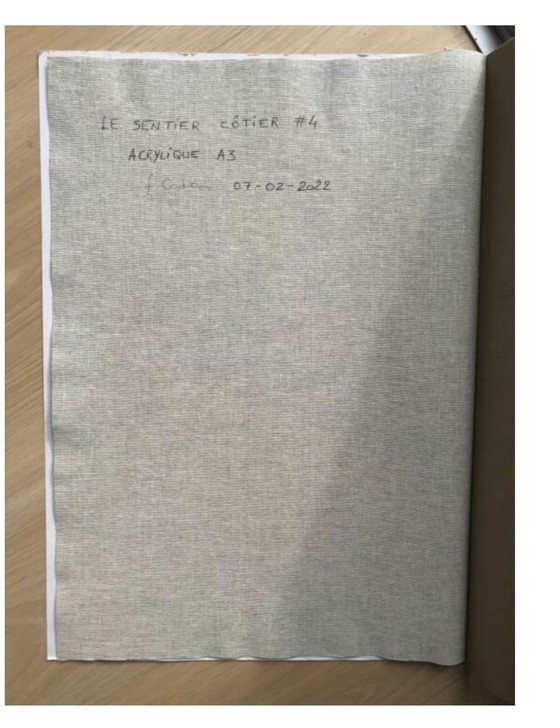 LE SENTIER CÔTIER #4
ACRYLIQUE A3
07-02-2022